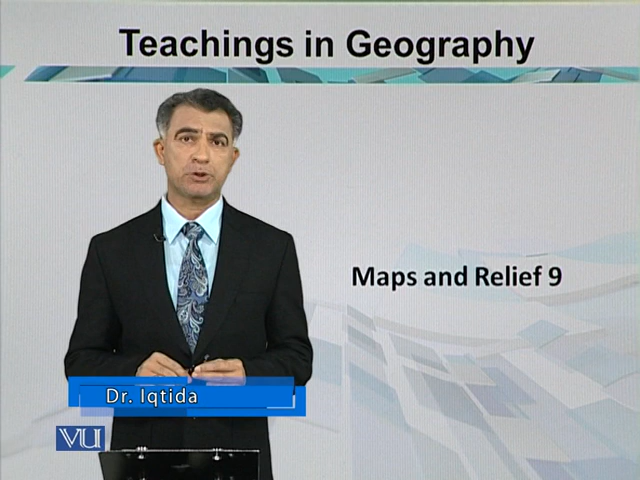 Teachings in Geography
Maps and Relief 9
Dr. Iqtida
VU